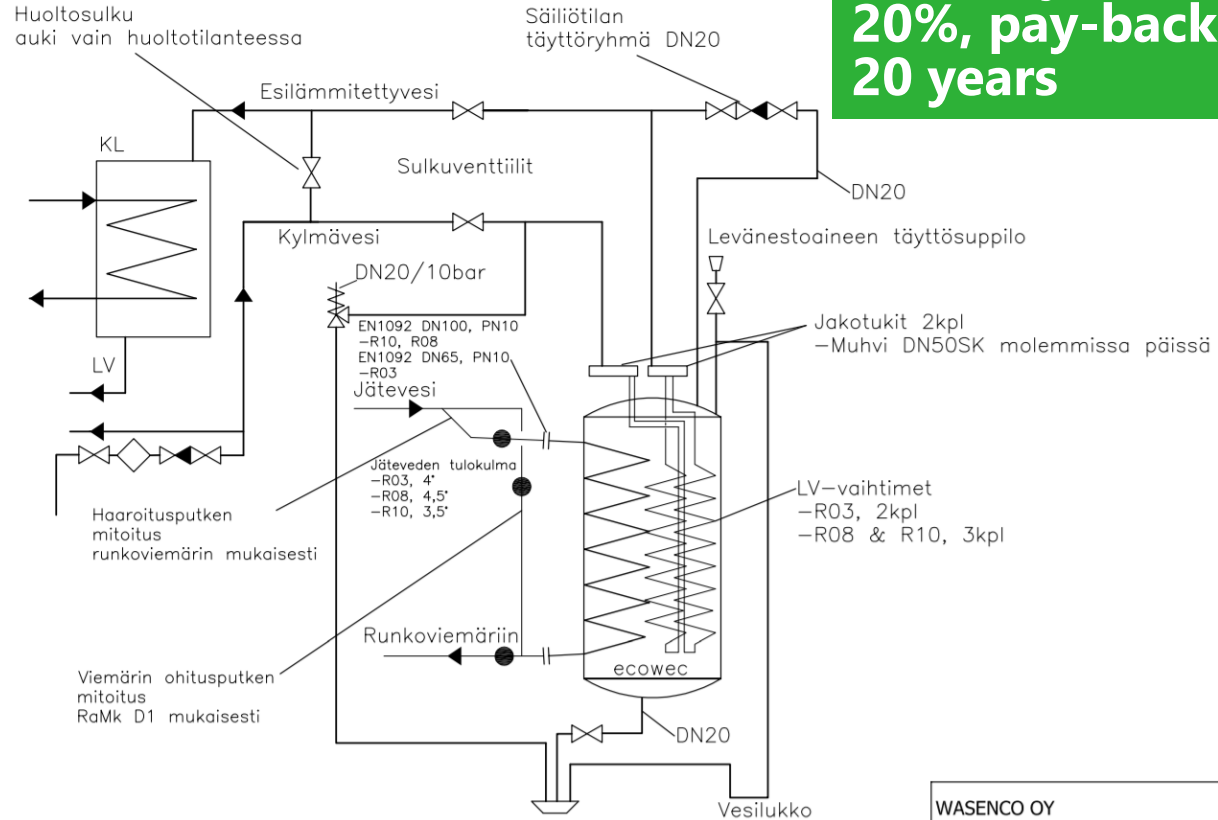 Huoltosulku
auki vain huoltotilanteessa
Säiliötilan
täyttöryhmä DN20
20%, pay-back
20 years
Esilämmitettyvesi
KL
Sulkuventtiilit
DN20
Kylmävesi
Levänestoaineen täyttösuppilo
DN20/10bar
EN1092 DN100, PN10
-R10, R08
EN1092 DN65, PN10
-R03
Jakotukit 2kpl
-Muhvi DN50SK molemmissa päissä
LV
Jätevesi
Jäteveden tulokulma
-R03, 4°
-R08, 4,5°
-R10, 3,5°
LV-vaihtimet
-R03, 2kpl
-R08 & R10, 3kpl
Haaroitusputken
mitoitus
runkoviemärin mukaisesti
Runkoviemäriin
ecowec
Viemärin ohitusputken
mitoitus
RaMk D1 mukaisesti
DN20
Vesilukko
WASENCO OY